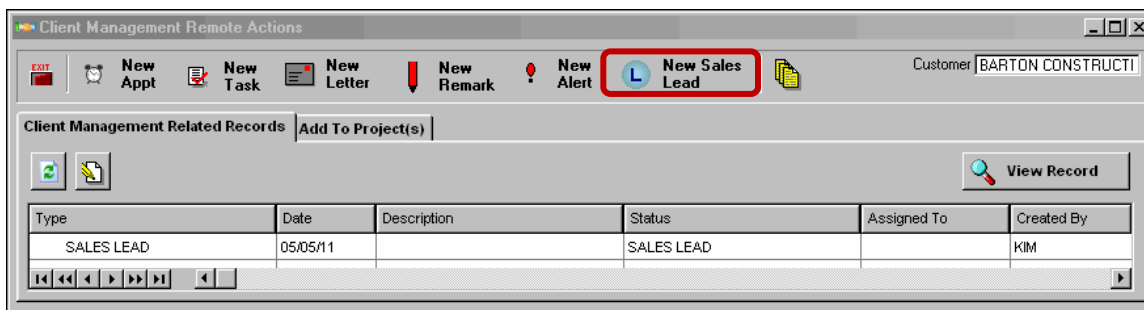 Client Management Remote Actions
EXIT
New Appt
New Task
New Letter
New Remark
New Alert
L
New Sales Lead
Customer BARTON CONSTRUCTI
Client Management Related Records Add To Project(s)
View Record
Type Date Description Status Assigned To Created By
SALES LEAD 05/05/11 SALES LEAD KIM